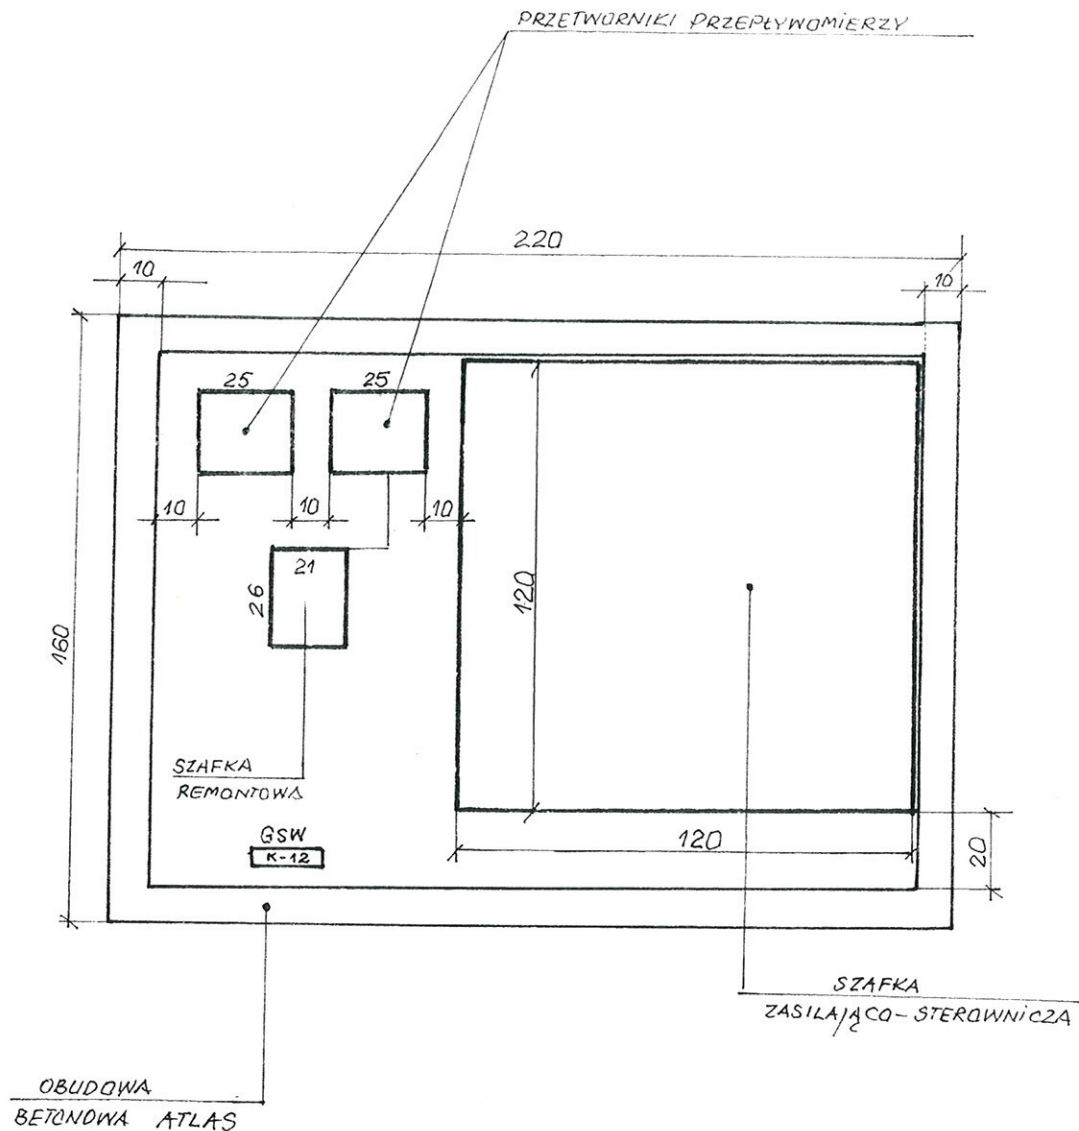 PRZETWORNIKI PRZEPŁYWOMIERZY
220
10
10
25
25
10
10
10
21
26
120
160
SZAFKA
REMONTOWA
GSW
K-12
120
20
SZAFKA
ZASILAJĄCO-STEROWNICZA
OBUDOWA
BETONOWA ATLAS